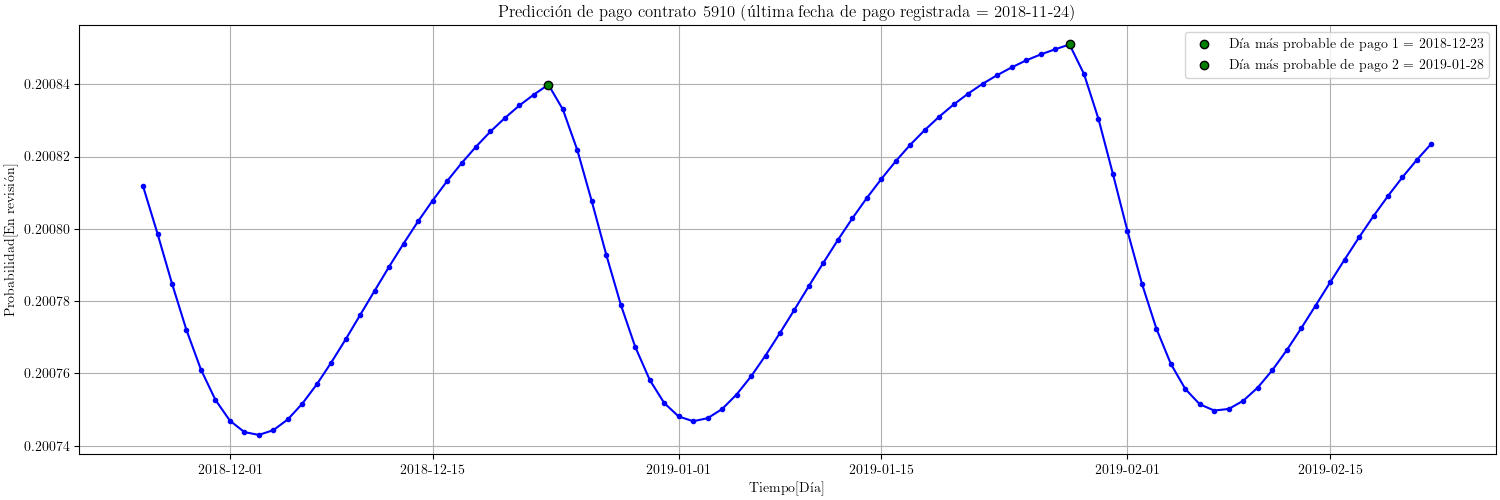 Predicción de pago contrato 5910 (última fecha de pago registrada = 2018-11-24)
Día más probable de pago 1 = 2018-12-23
Día más probable de pago 2 = 2019-01-28
Probabilidad[En revisión]
0.20084
0.20082
0.20080
0.20078
0.20076
0.20074
2018-12-01
2018-12-15
2019-01-01
2019-01-15
2019-02-01
2019-02-15
Tiempo[Día]